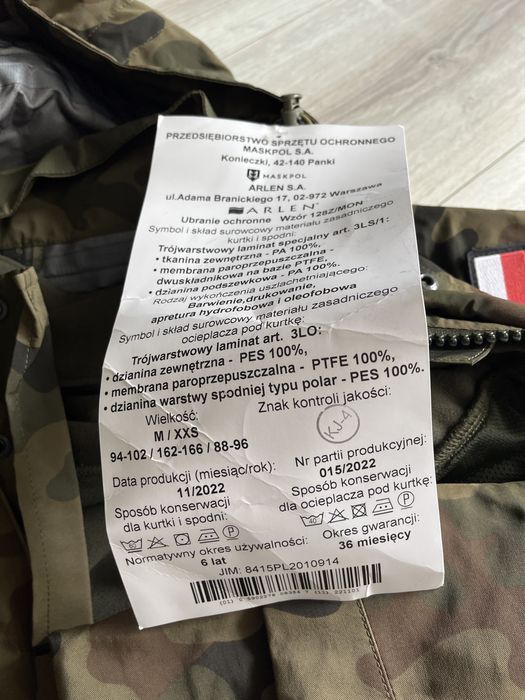 PRZEDSIĘBIORSTWO SPRZĘTU OCHRONNEGO
MASKPOL S.A.
Konieczki, 42-140 Panki
MASKPOL
ARLEN S.A.
ul.Adama Branickiego 17, 02-972 Warszawa
ARLEN
Ubranie ochronne Wzór 128Z/MON
Symbol i skład surowcowy materiału zasadniczego
kurtki i spodni:
Trójwarstwowy laminat specjalny art. 3LS/1:
• tkanina zewnętrzna - PA 100%,
• membrana paroprzepuszczalna -
dwuskładnikowa na bazie PTFE,
• dzianina podszewkowa - PA 100%.
Rodzaj wykończenia uszlachetniającego:
Barwienie,drukowanie,
apretura hydrofobowa i oleofobowa
Symbol i skład surowcowy materiału zasadniczego
ocieplacza pod kurtkę:
Trójwarstwowy laminat art. 3LO:
• dzianina zewnętrzna - PES 100%,
• membrana paroprzepuszczalna - PTFE 100%,
• dzianina warstwy spodniej typu polar - PES 100%.
Wielkość:
M / XXS
94-102 / 162-166 / 88-96
Znak kontroli jakości:
KJ-4
Data produkcji (miesiąc/rok):
11/2022
Nr partii produkcyjnej:
015/2022
Sposób konserwacji
dla kurtki i spodni:
Sposób konserwacji
dla ocieplacza pod kurtkę:
40
P
Normatywny okres używalności:
6 lat
Okres gwarancji:
36 miesięcy
JIM: 8415PL2010914